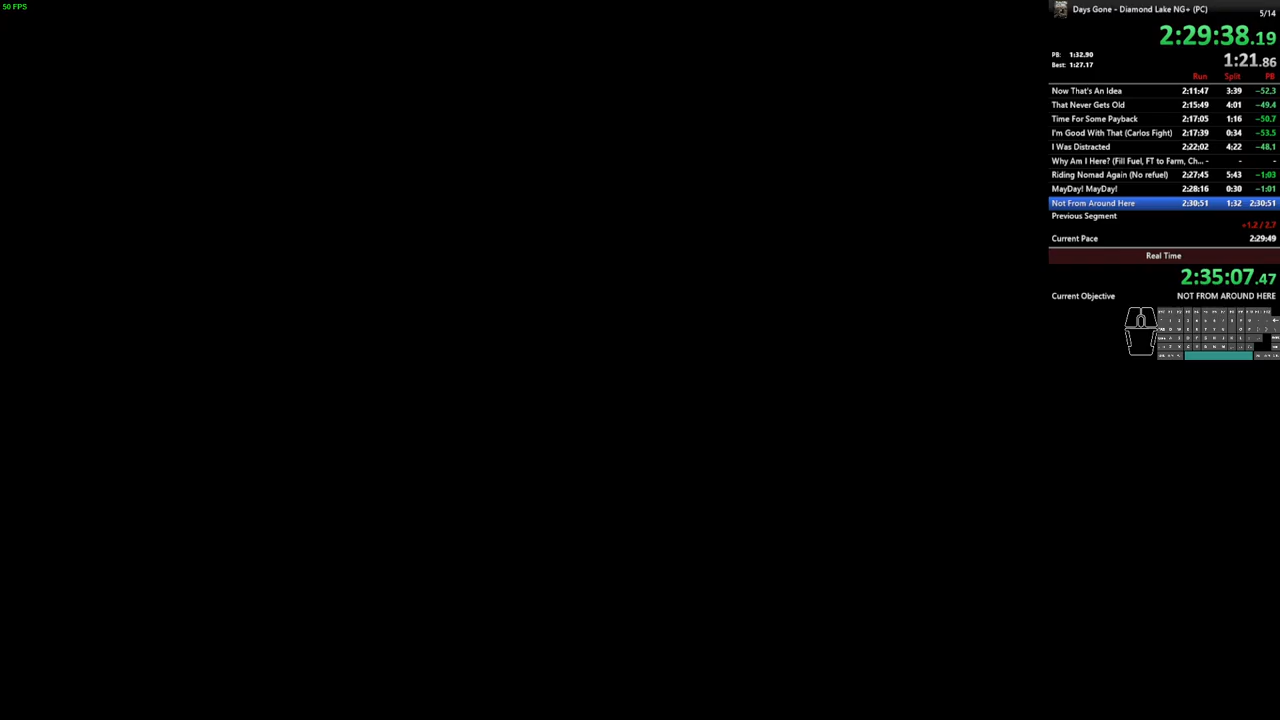 50 FPS
Days Gone - Diamond Lake NG+ (PC)
5/14
2:29:38.19
PB: 1:32.90
Best: 1:27.17
1:21.86
Run Split PB
Now That's An Idea 2:11:47 3:39 −52.3
That Never Gets Old 2:15:49 4:01 −49.4
Time For Some Payback 2:17:05 1:16 −50.7
I'm Good With That (Carlos Fight) 2:17:39 0:34 −53.5
I Was Distracted 2:22:02 4:22 −48.1
Why Am I Here? (Fill Fuel, FT to Farm, Ch... - - -
Riding Nomad Again (No refuel) 2:27:45 5:43 −1:03
MayDay! MayDay! 2:28:16 0:30 −1:01
Not From Around Here 2:30:51 1:32 2:30:51
Previous Segment
+1.2 / 2.7
Current Pace 2:29:49
Real Time
2:35:07.47
Current Objective NOT FROM AROUND HERE